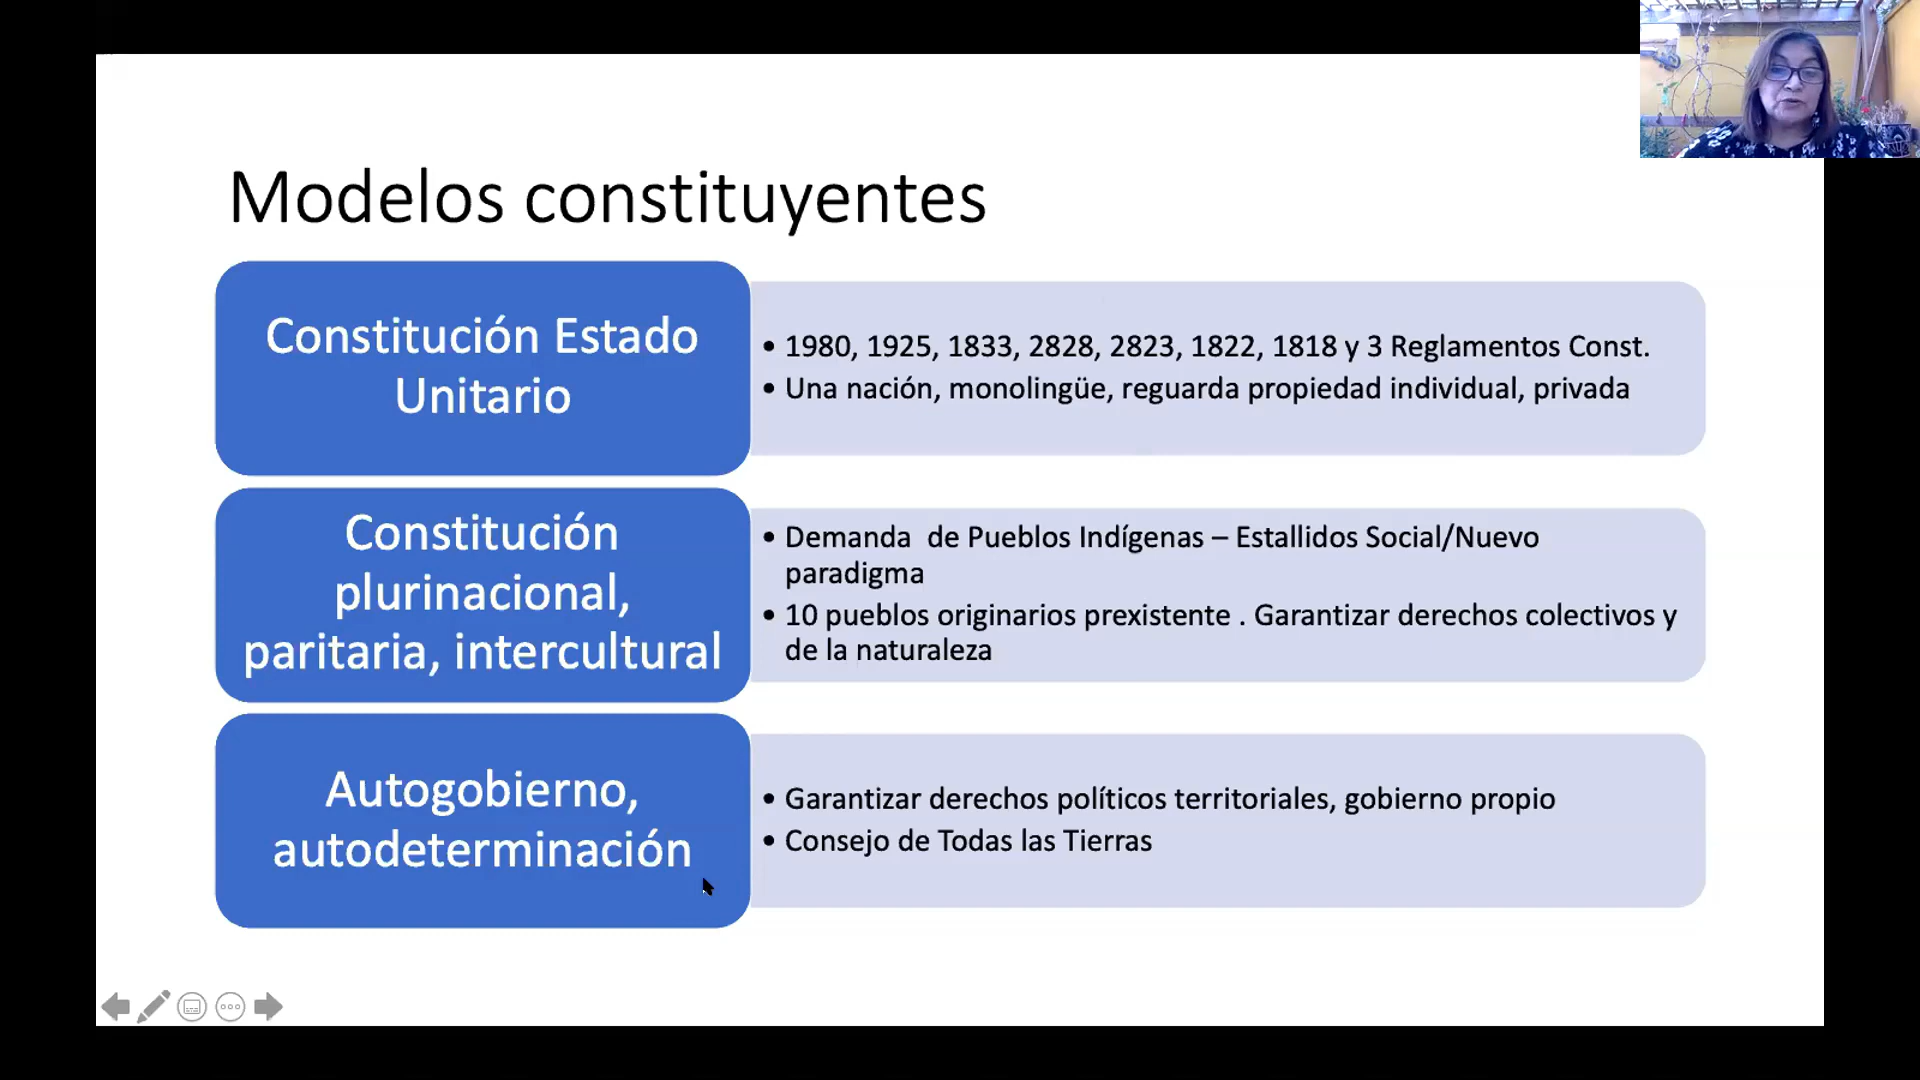 Modelos constituyentes
Constitución Estado
Unitario
• 1980, 1925, 1833, 2828, 2823, 1822, 1818 y 3 Reglamentos Const.
• Una nación, monolingüe, reguarda propiedad individual, privada
Constitución
plurinacional,
paritaria, intercultural
• Demanda  de Pueblos Indígenas – Estallidos Social/Nuevo
paradigma
• 10 pueblos originarios prexistente . Garantizar derechos colectivos y
de la naturaleza
Autogobierno,
autodeterminación
• Garantizar derechos políticos territoriales, gobierno propio
• Consejo de Todas las Tierras